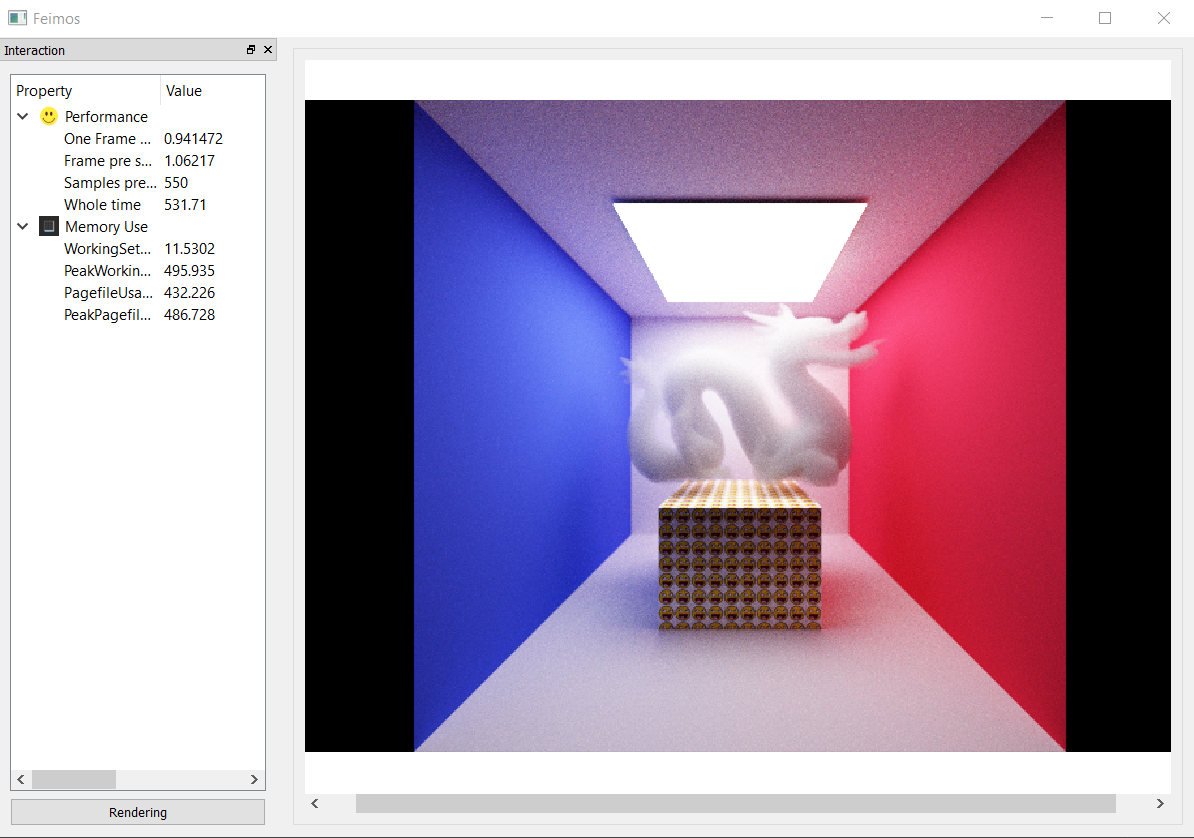 Feimos
Interaction
Property Value
Performance
One Frame ... 0.941472
Frame pre s... 1.06217
Samples pre... 550
Whole time 531.71
Memory Use
WorkingSet... 11.5302
PeakWorkin... 495.935
PagefileUsa... 432.226
PeakPagefil... 486.728
Rendering